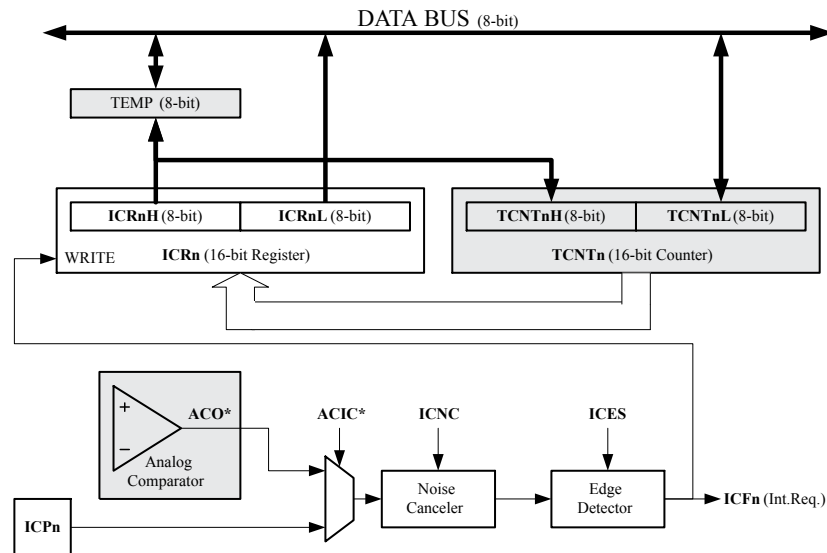 DATA BUS (8-bit)
TEMP (8-bit)
ICRnH (8-bit)
ICRnL (8-bit)
TCNTnH (8-bit)
TCNTnL (8-bit)
WRITE
ICRn (16-bit Register)
TCNTn (16-bit Counter)
+
−
ACO*
Analog
Comparator
ACIC*
ICNC
ICES
Noise
Canceler
Edge
Detector
ICFn (Int.Req.)
ICPn